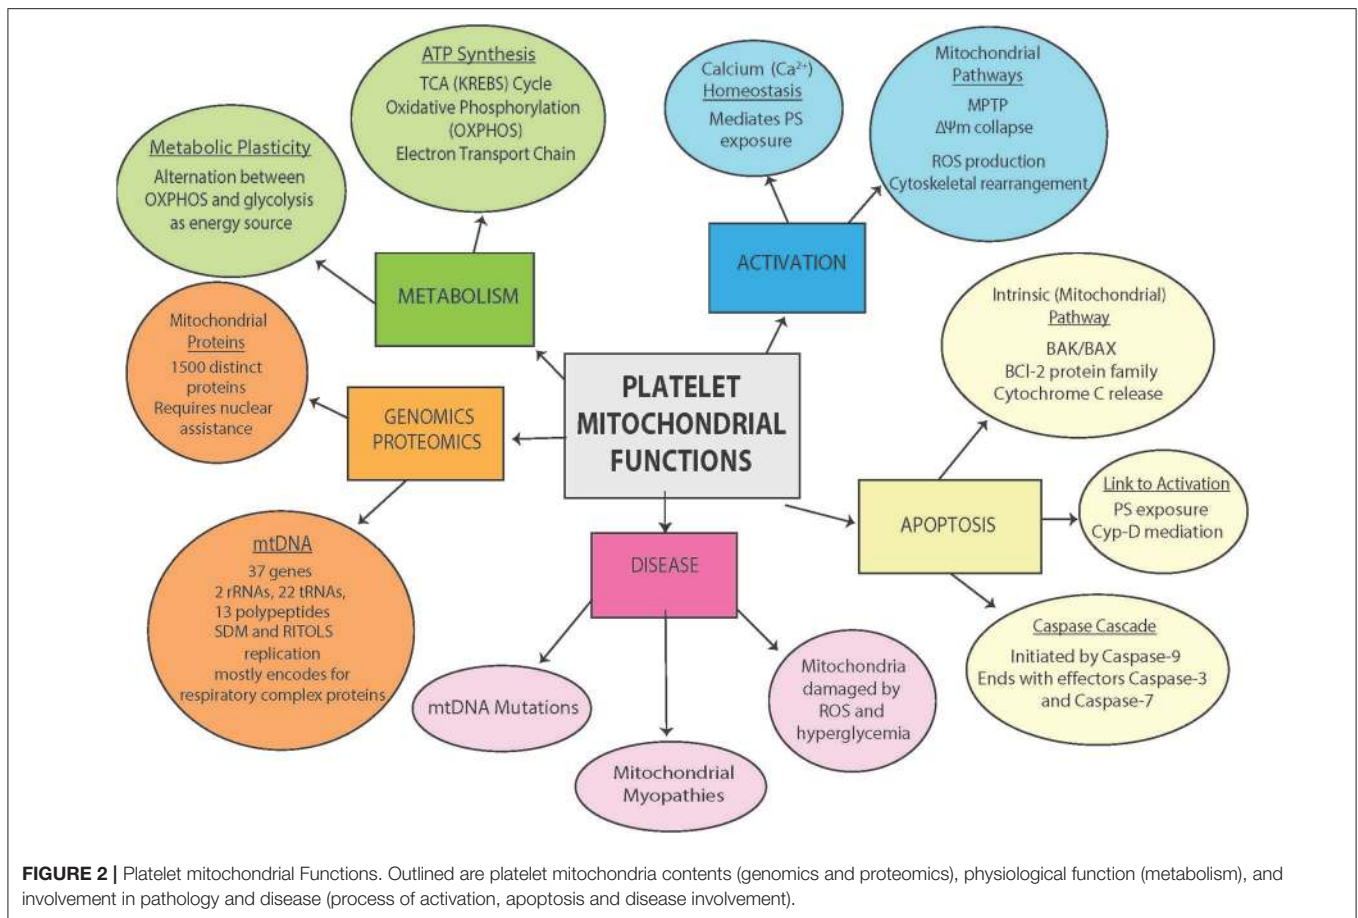 ATP Synthesis
TCA (KREBS) Cycle
Oxidative Phosphorylation
(OXPHOS)
Electron Transport Chain
Calcium (Ca²⁺)
Homeostasis
Mediates PS
exposure
Mitochondrial
Pathways
MPTP
ΔΨm collapse
ROS production
Cytoskeletal rearrangement
Metabolic Plasticity
Alternation between
OXPHOS and glycolysis
as energy source
METABOLISM
ACTIVATION
Mitochondrial
Proteins
1500 distinct
proteins
Requires nuclear
assistance
GENOMICS
PROTEOMICS
PLATELET
MITOCHONDRIAL
FUNCTIONS
Intrinsic (Mitochondrial)
Pathway
BAK/BAX
BCl-2 protein family
Cytochrome C release
APOPTOSIS
Link to Activation
PS exposure
Cyp-D mediation
mtDNA
37 genes
2 rRNAs, 22 tRNAs,
13 polypeptides
SDM and RITOLS
replication
mostly encodes for
respiratory complex proteins
DISEASE
Caspase Cascade
Initiated by Caspase-9
Ends with effectors Caspase-3
and Caspase-7
mtDNA Mutations
Mitochondrial
Myopathies
Mitochondria
damaged by
ROS and
hyperglycemia
FIGURE 2 | Platelet mitochondrial Functions. Outlined are platelet mitochondria contents (genomics and proteomics), physiological function (metabolism), and
involvement in pathology and disease (process of activation, apoptosis and disease involvement).